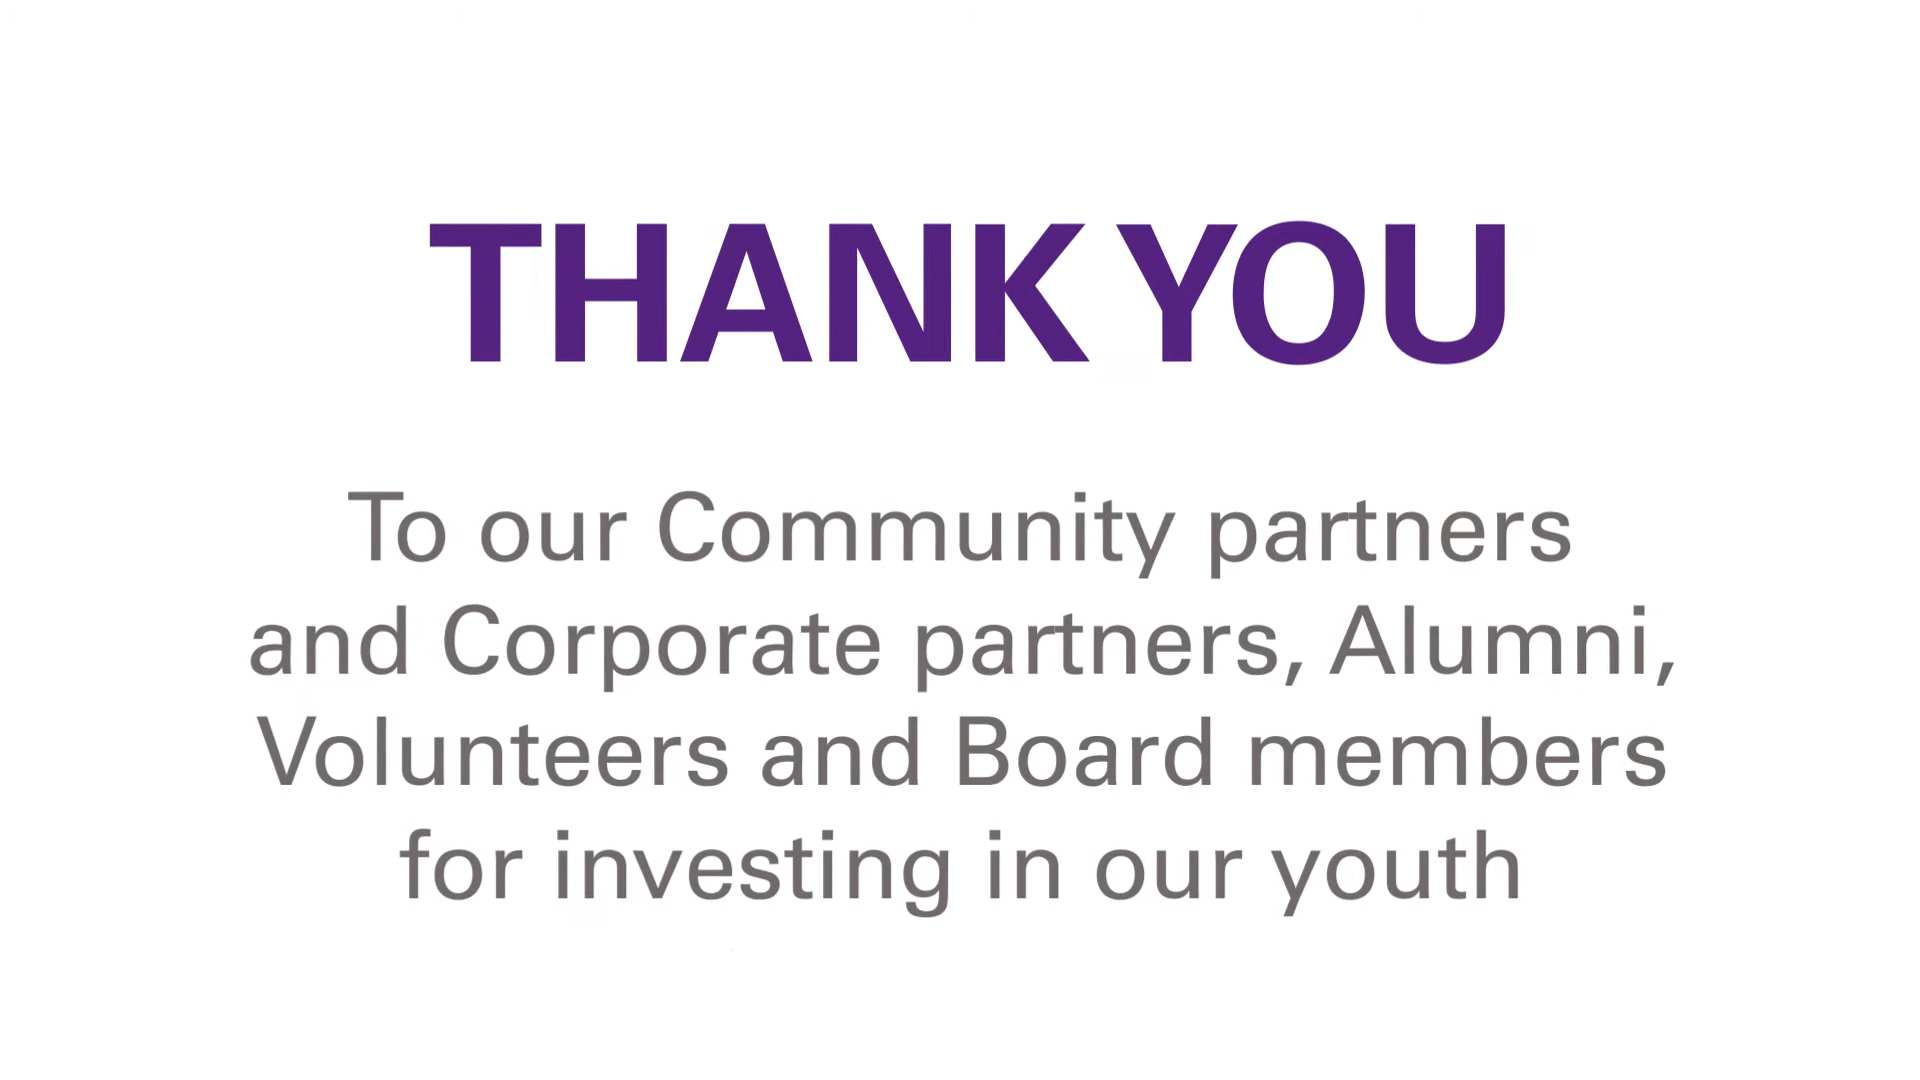 THANK YOU
To our Community partners
and Corporate partners, Alumni,
Volunteers and Board members
for investing in our youth